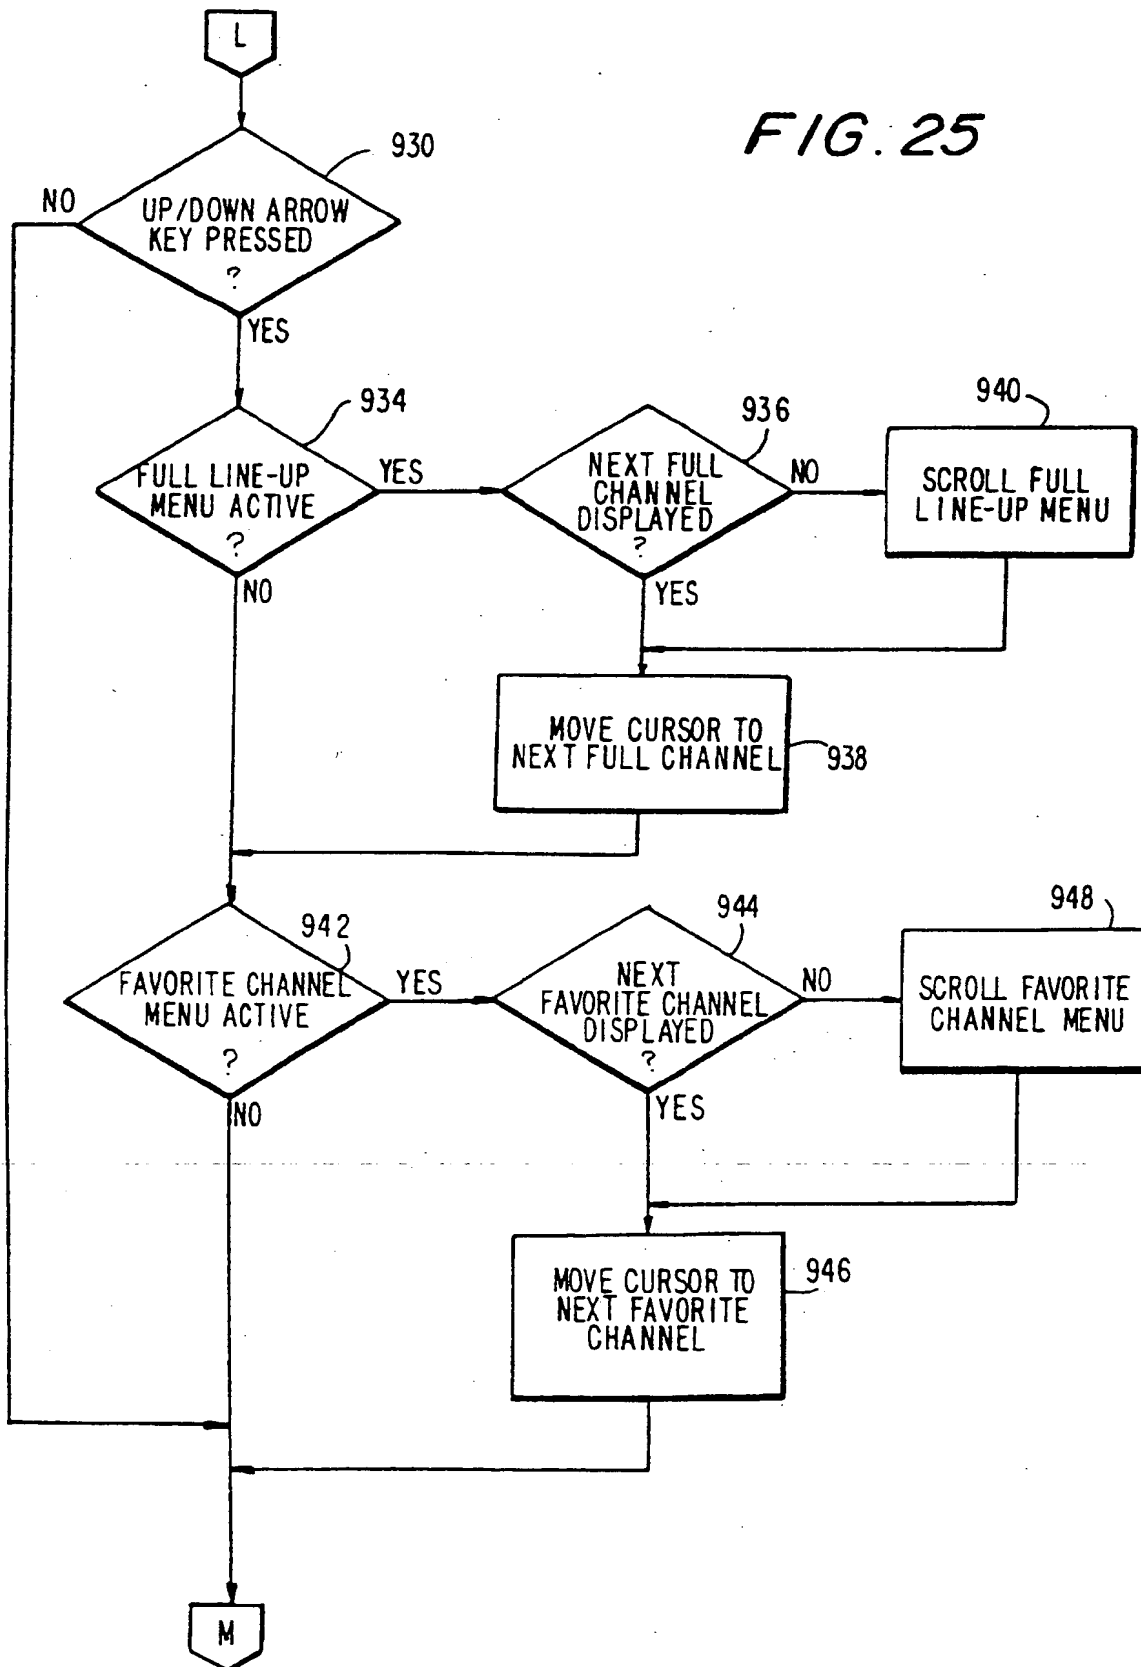 L
FIG. 25
930
NO
UP/DOWN ARROW
KEY PRESSED
?
YES
934
FULL LINE-UP
MENU ACTIVE
?
YES
NO
936
NEXT FULL
CHANNEL
DISPLAYED
?
NO
YES
940
SCROLL FULL
LINE-UP MENU
MOVE CURSOR TO
NEXT FULL CHANNEL
938
942
FAVORITE CHANNEL
MENU ACTIVE
?
YES
NO
944
NEXT
FAVORITE CHANNEL
DISPLAYED
?
NO
YES
948
SCROLL FAVORITE
CHANNEL MENU
MOVE CURSOR TO
NEXT FAVORITE
CHANNEL
946
M